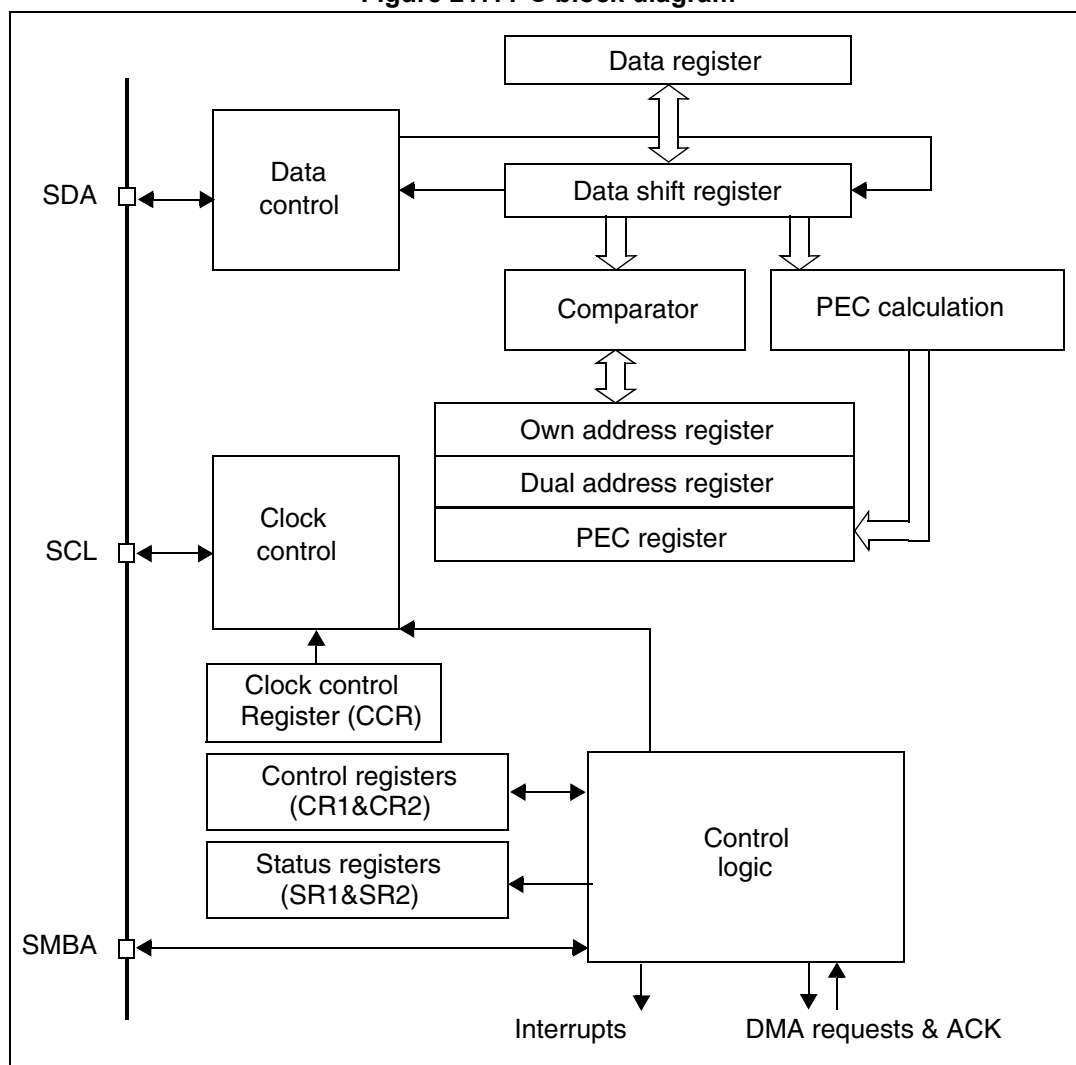 Data register
Data
control
SDA
Data shift register
Comparator
PEC calculation
Own address register
Dual address register
PEC register
Clock
control
SCL
Clock control
Register (CCR)
Control registers
(CR1&CR2)
Control
logic
Status registers
(SR1&SR2)
SMBA
Interrupts
DMA requests & ACK